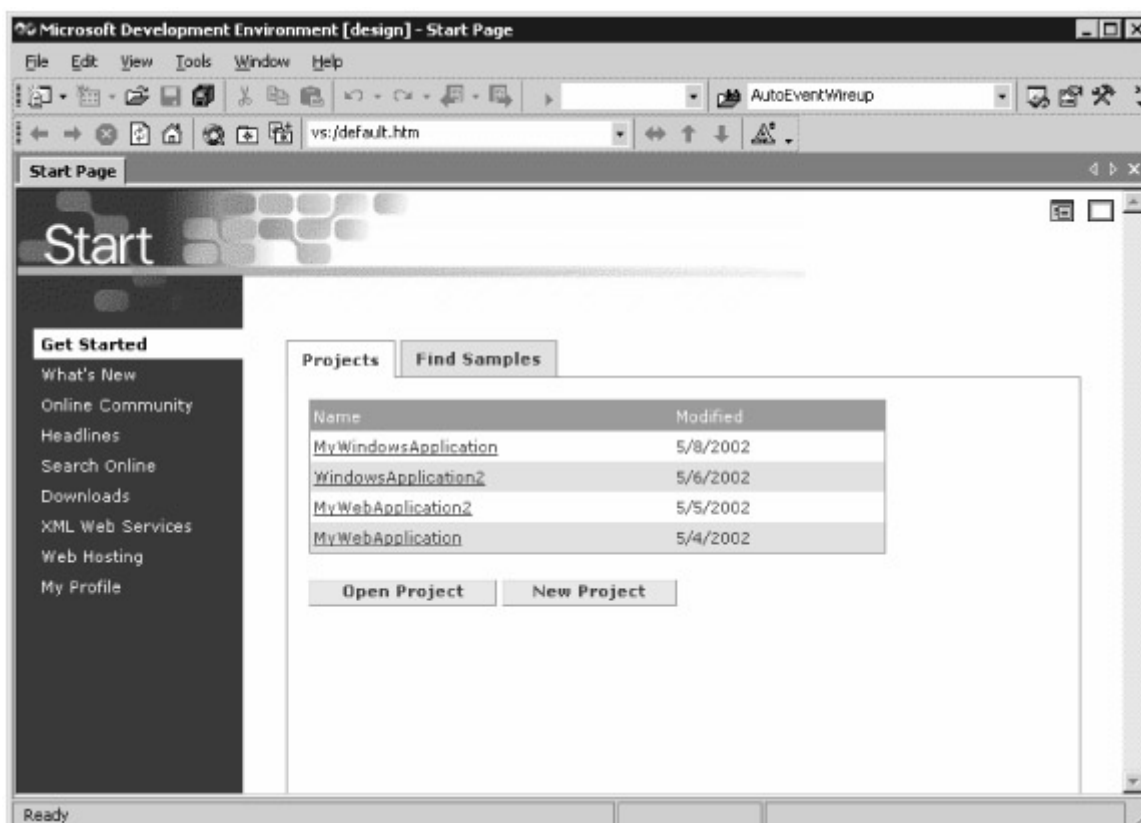 Microsoft Development Environment [design] - Start Page
File Edit View Tools Window Help
AutoEventWireup
vs:/default.htm
Start Page
Start
Get Started
What's New
Online Community
Headlines
Search Online
Downloads
XML Web Services
Web Hosting
My Profile
Projects Find Samples
Name Modified
MyWindowsApplication 5/8/2002
WindowsApplication2 5/6/2002
MyWebApplication2 5/5/2002
MyWebApplication 5/4/2002
Open Project New Project
Ready